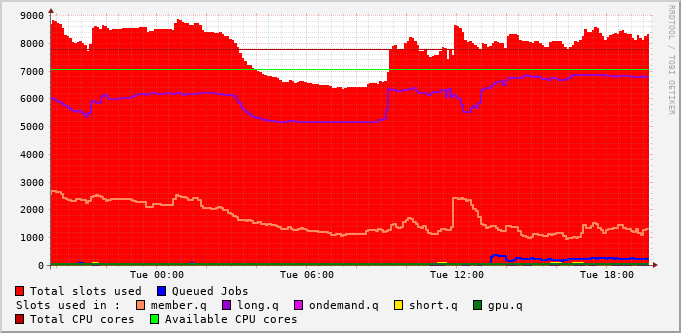 9000
8000
7000
6000
5000
4000
3000
2000
1000
0
Tue 00:00 Tue 06:00 Tue 12:00 Tue 18:00
RRDTOOL / TOBI OETIKER
Total slots used Queued Jobs
Slots used in : member.q long.q ondemand.q short.q gpu.q
Total CPU cores Available CPU cores